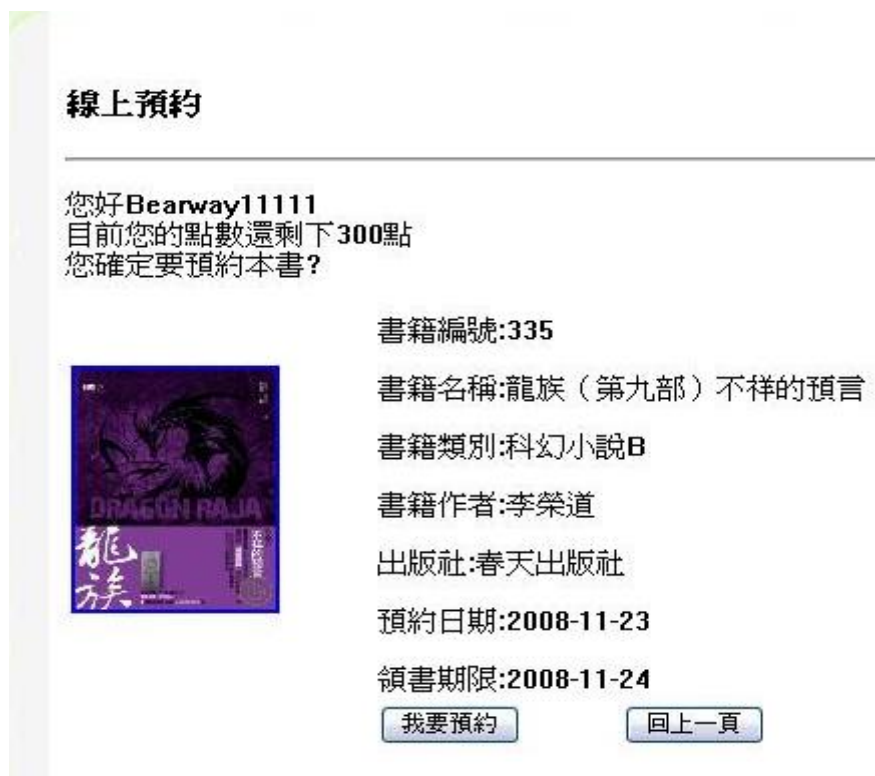 線上預約
您好Bearway11111
目前您的點數還剩下300點
您確定要預約本書?
書籍編號:335
書籍名稱:龍族（第九部）不祥的預言
DRAGON RAJA
龍族
不祥的預言
書籍類別:科幻小說B
書籍作者:李榮道
出版社:春天出版社
預約日期:2008-11-23
領書期限:2008-11-24
我要預約
回上一頁